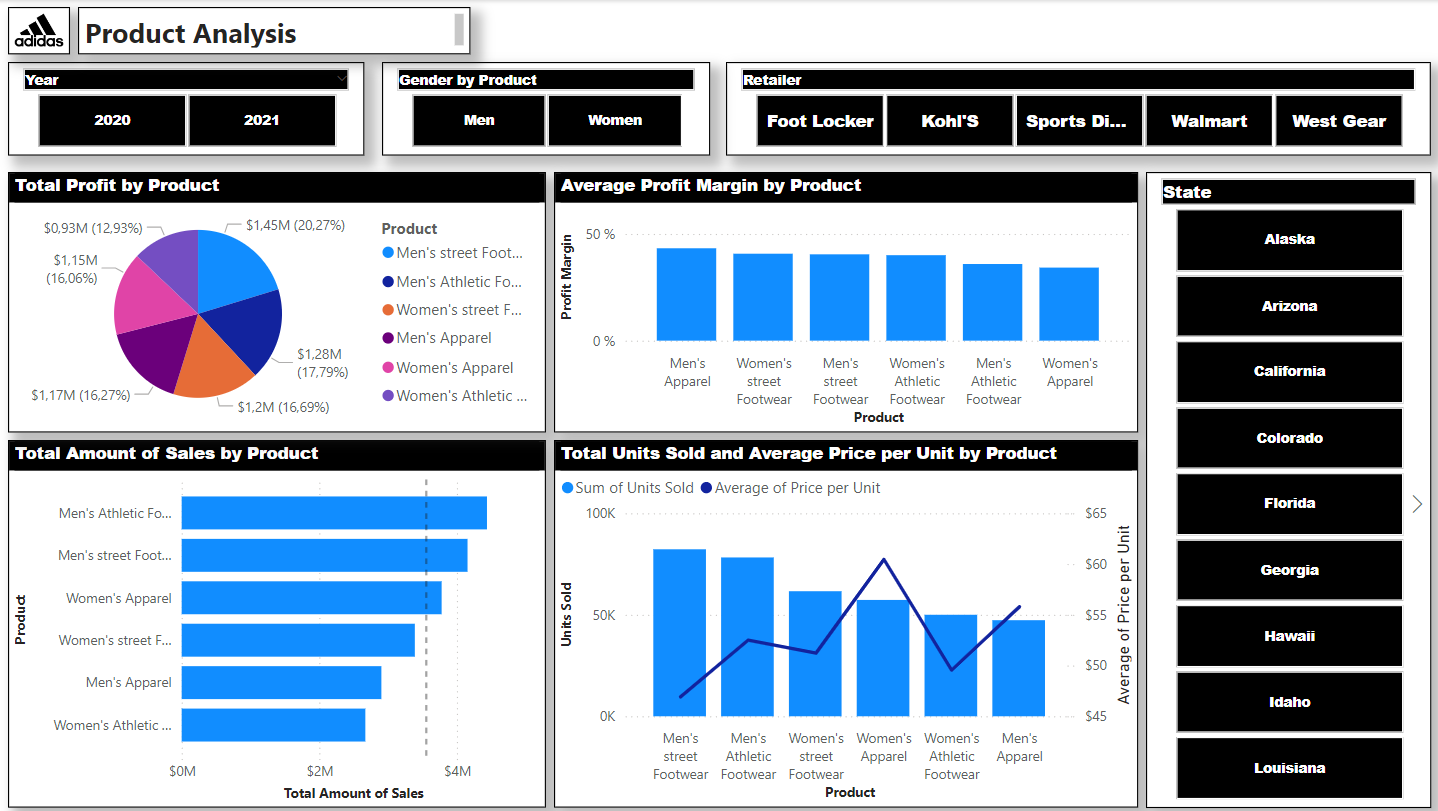 adidas
Product Analysis
Year
2020
2021
Gender by Product
Men
Women
Retailer
Foot Locker
Kohl'S
Sports Di...
Walmart
West Gear
Total Profit by Product
$0,93M (12,93%)
$1,45M (20,27%)
$1,15M
(16,06%)
$1,28M
(17,79%)
$1,17M (16,27%)
$1,2M (16,69%)
Product
Men's street Foot...
Men's Athletic Fo...
Women's street F...
Men's Apparel
Women's Apparel
Women's Athletic ...
Average Profit Margin by Product
Profit Margin
50 %
0 %
Men's
Apparel
Women's
street
Footwear
Men's
street
Footwear
Women's
Athletic
Footwear
Men's
Athletic
Footwear
Women's
Apparel
Product
State
Alaska
Arizona
California
Colorado
Florida
Georgia
Hawaii
Idaho
Louisiana
Total Amount of Sales by Product
Product
Men's Athletic Fo...
Men's street Foot...
Women's Apparel
Women's street F...
Men's Apparel
Women's Athletic ...
$0M
$2M
$4M
Total Amount of Sales
Total Units Sold and Average Price per Unit by Product
Sum of Units Sold
Average of Price per Unit
Units Sold
100K
50K
0K
$65
$60
$55
$50
$45
Average of Price per Unit
Men's
street
Footwear
Men's
Athletic
Footwear
Women's
street
Footwear
Women's
Apparel
Women's
Athletic
Footwear
Men's
Apparel
Product